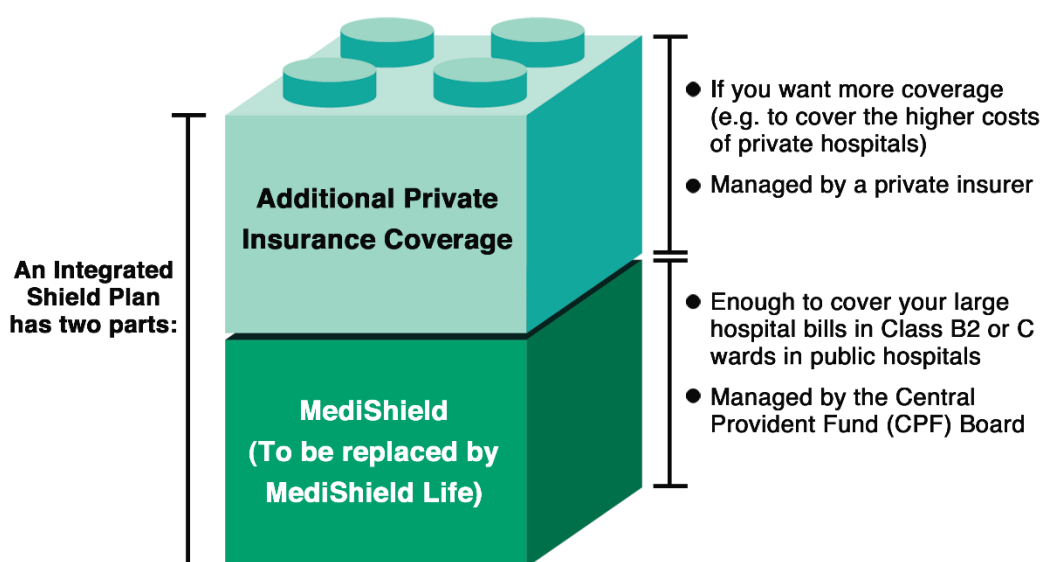 An Integrated
Shield Plan
has two parts:
Additional Private
Insurance Coverage
● If you want more coverage
(e.g. to cover the higher costs
of private hospitals)
● Managed by a private insurer
MediShield
(To be replaced by
MediShield Life)
● Enough to cover your large
hospital bills in Class B2 or C
wards in public hospitals
● Managed by the Central
Provident Fund (CPF) Board